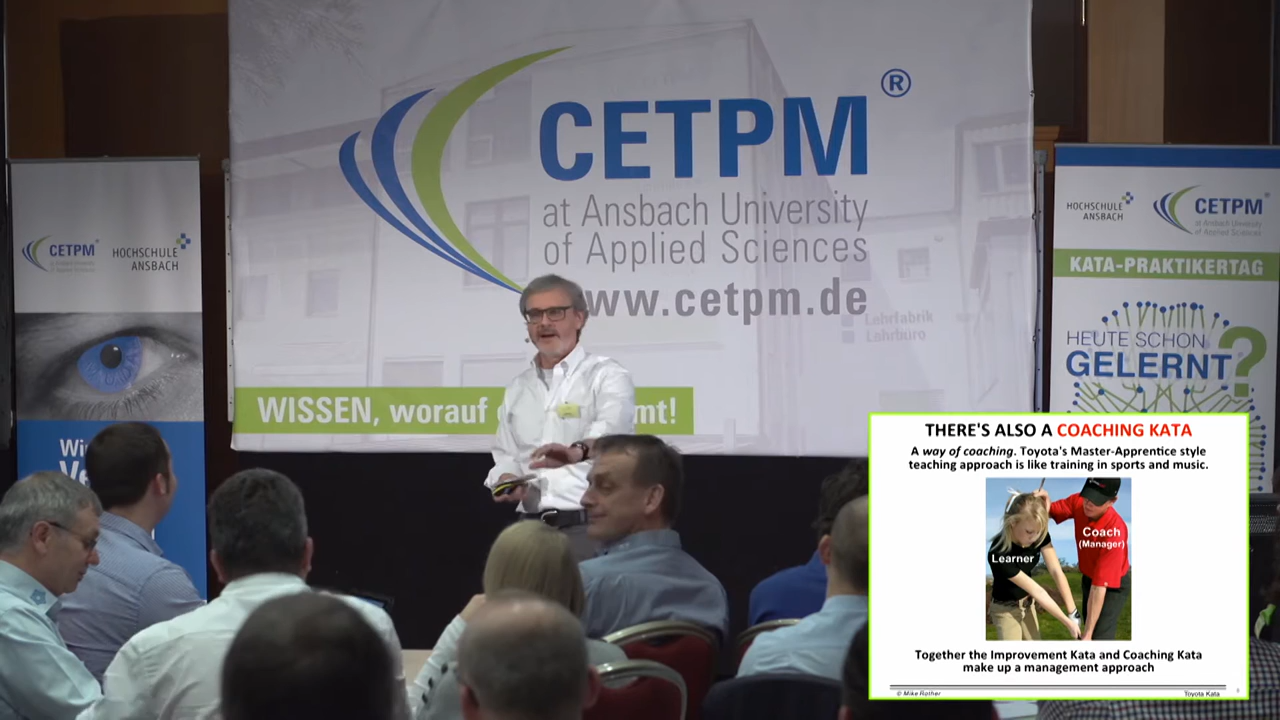 CETPM®
at Ansbach University
of Applied Sciences
www.cetpm.de
Lehrfabrik
Lehrbüro
WISSEN, worauf
mt!
CETPM
HOCHSCHULE
ANSBACH
HOCHSCHULE
ANSBACH
CETPM
at Ansbach University
of Applied Sciences
KATA-PRAKTIKERTAG
HEUTE SCHON
GELERNT?
THERE'S ALSO A COACHING KATA
A way of coaching. Toyota's Master-Apprentice style
teaching approach is like training in sports and music.
Coach
(Manager)
Learner
Together the Improvement Kata and Coaching Kata
make up a management approach
© Mike Rother
Toyota Kata